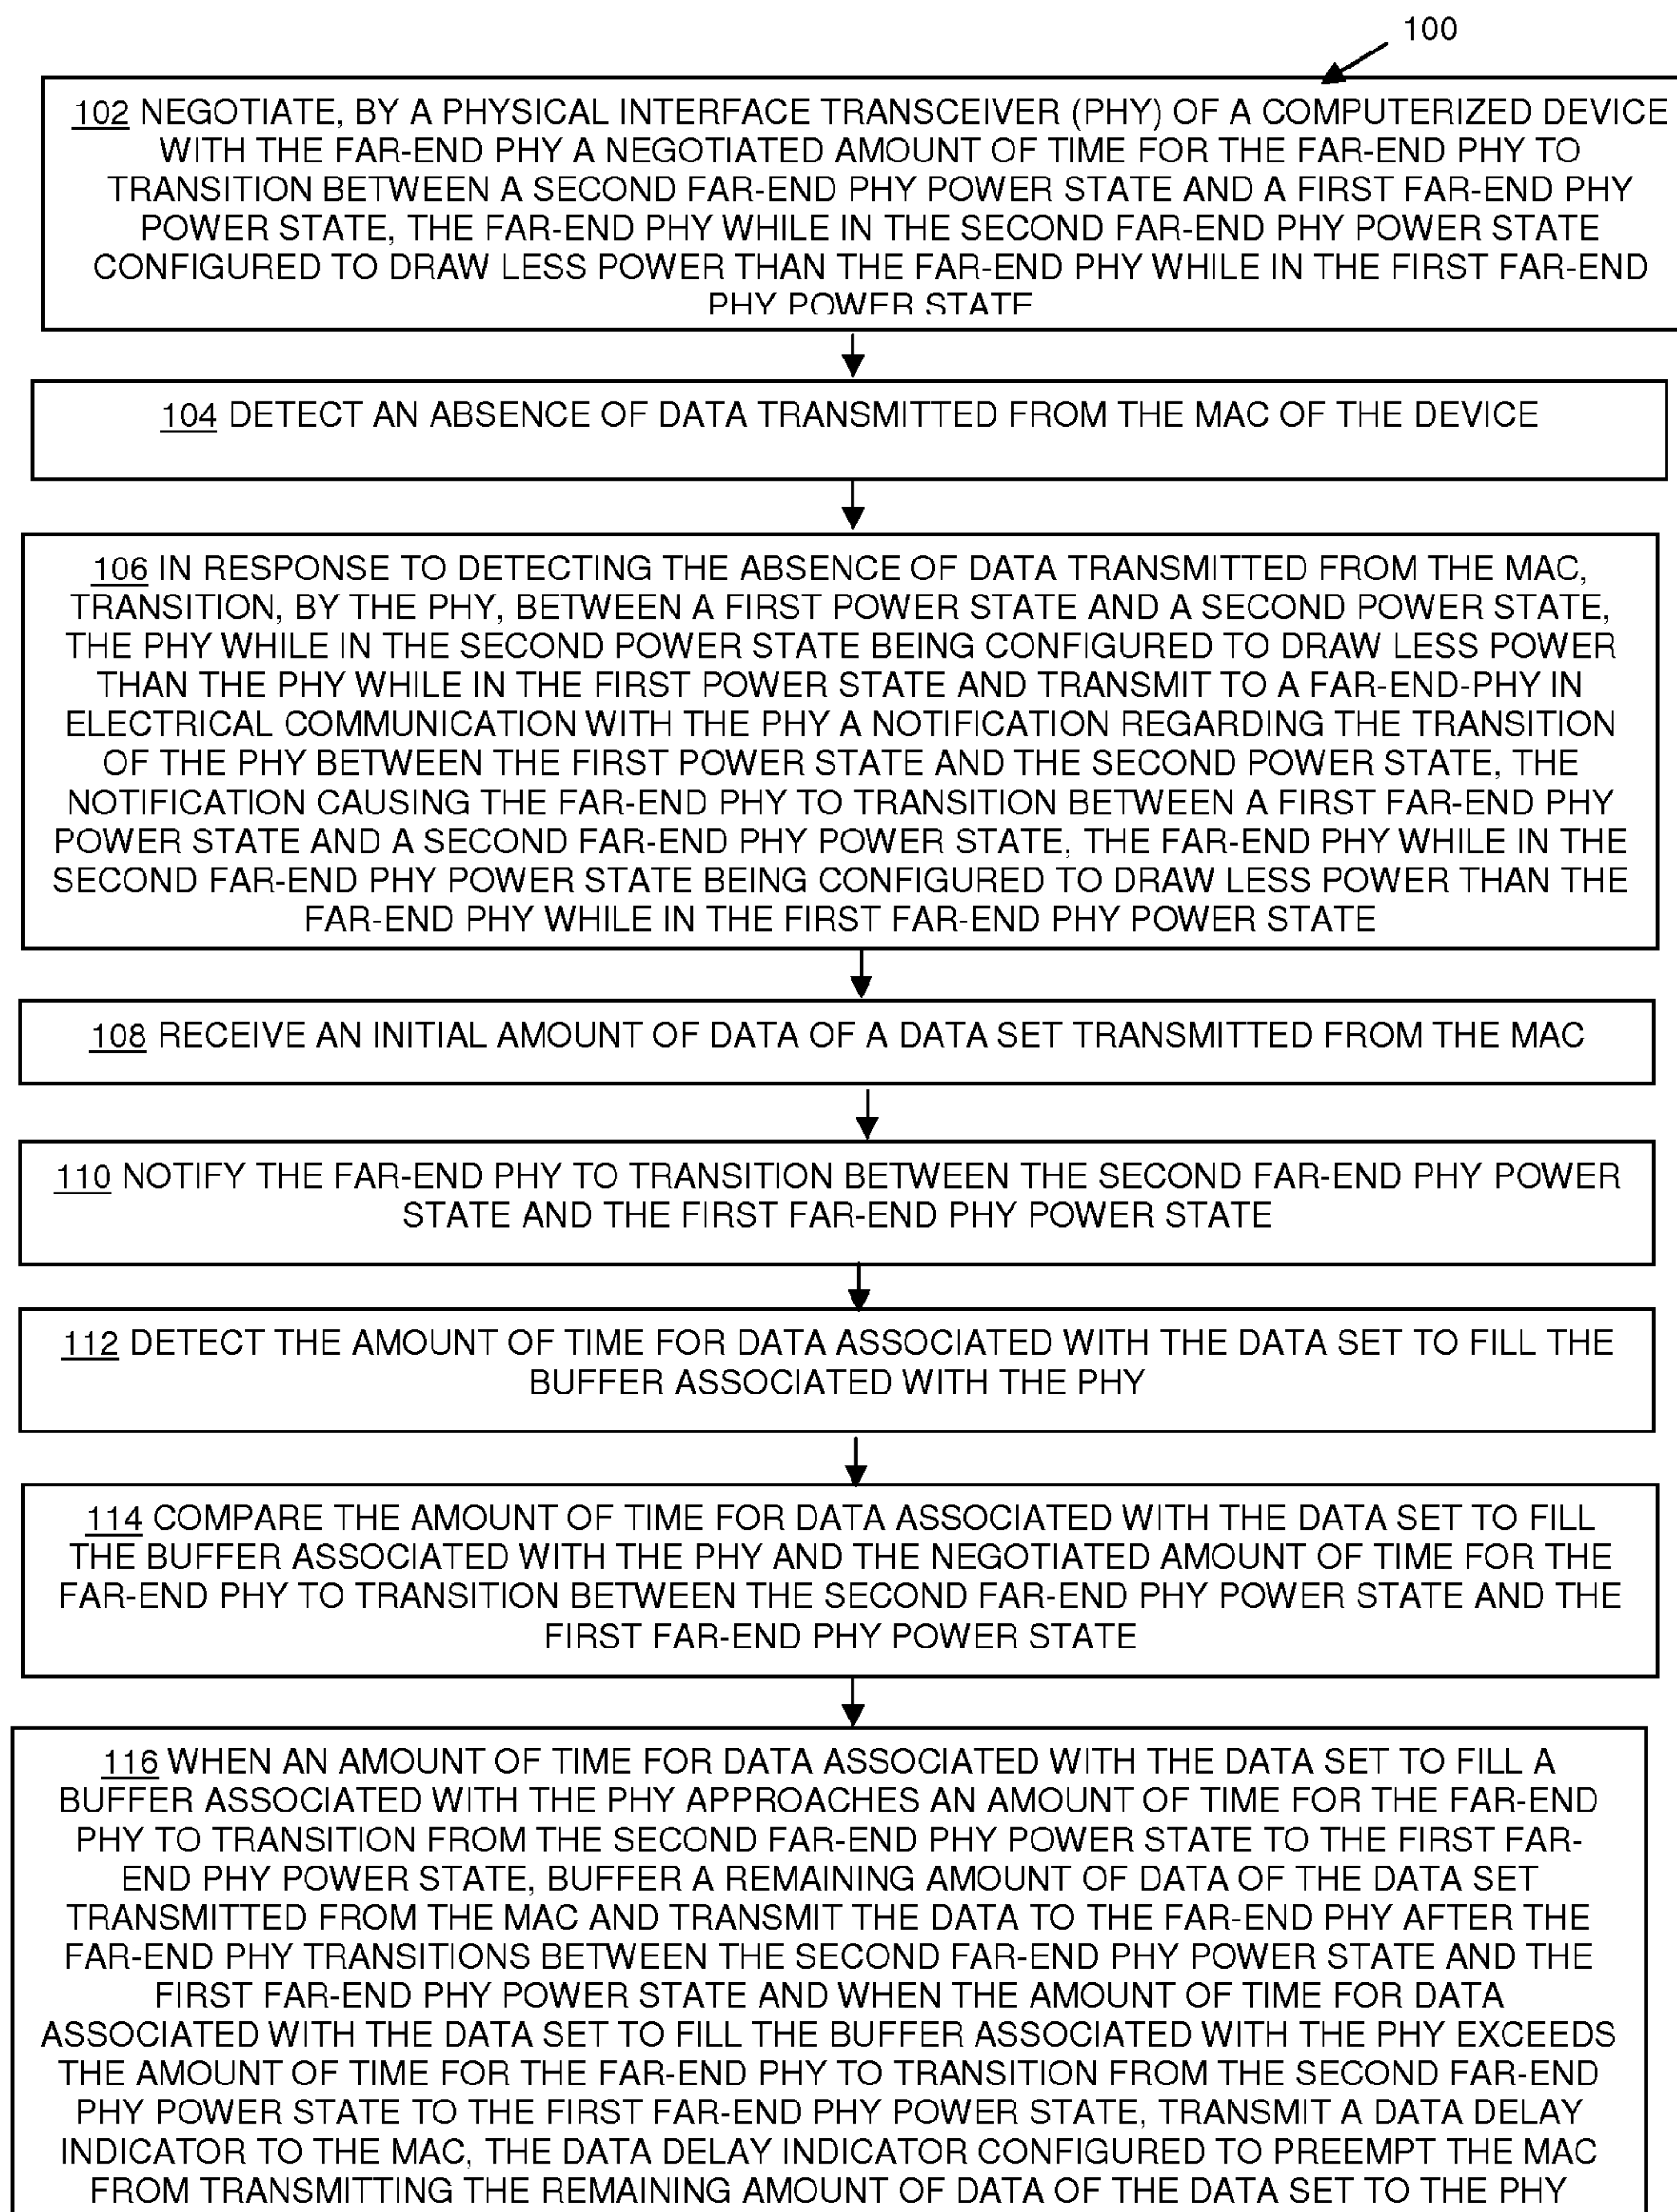 100
102 NEGOTIATE, BY A PHYSICAL INTERFACE TRANSCEIVER (PHY) OF A COMPUTERIZED DEVICE
WITH THE FAR-END PHY A NEGOTIATED AMOUNT OF TIME FOR THE FAR-END PHY TO
TRANSITION BETWEEN A SECOND FAR-END PHY POWER STATE AND A FIRST FAR-END PHY
POWER STATE, THE FAR-END PHY WHILE IN THE SECOND FAR-END PHY POWER STATE
CONFIGURED TO DRAW LESS POWER THAN THE FAR-END PHY WHILE IN THE FIRST FAR-END
PHY POWER STATE
104 DETECT AN ABSENCE OF DATA TRANSMITTED FROM THE MAC OF THE DEVICE
106 IN RESPONSE TO DETECTING THE ABSENCE OF DATA TRANSMITTED FROM THE MAC,
TRANSITION, BY THE PHY, BETWEEN A FIRST POWER STATE AND A SECOND POWER STATE,
THE PHY WHILE IN THE SECOND POWER STATE BEING CONFIGURED TO DRAW LESS POWER
THAN THE PHY WHILE IN THE FIRST POWER STATE AND TRANSMIT TO A FAR-END-PHY IN
ELECTRICAL COMMUNICATION WITH THE PHY A NOTIFICATION REGARDING THE TRANSITION
OF THE PHY BETWEEN THE FIRST POWER STATE AND THE SECOND POWER STATE, THE
NOTIFICATION CAUSING THE FAR-END PHY TO TRANSITION BETWEEN A FIRST FAR-END PHY
POWER STATE AND A SECOND FAR-END PHY POWER STATE, THE FAR-END PHY WHILE IN THE
SECOND FAR-END PHY POWER STATE BEING CONFIGURED TO DRAW LESS POWER THAN THE
FAR-END PHY WHILE IN THE FIRST FAR-END PHY POWER STATE
108 RECEIVE AN INITIAL AMOUNT OF DATA OF A DATA SET TRANSMITTED FROM THE MAC
110 NOTIFY THE FAR-END PHY TO TRANSITION BETWEEN THE SECOND FAR-END PHY POWER
STATE AND THE FIRST FAR-END PHY POWER STATE
112 DETECT THE AMOUNT OF TIME FOR DATA ASSOCIATED WITH THE DATA SET TO FILL THE
BUFFER ASSOCIATED WITH THE PHY
114 COMPARE THE AMOUNT OF TIME FOR DATA ASSOCIATED WITH THE DATA SET TO FILL
THE BUFFER ASSOCIATED WITH THE PHY AND THE NEGOTIATED AMOUNT OF TIME FOR THE
FAR-END PHY TO TRANSITION BETWEEN THE SECOND FAR-END PHY POWER STATE AND THE
FIRST FAR-END PHY POWER STATE
116 WHEN AN AMOUNT OF TIME FOR DATA ASSOCIATED WITH THE DATA SET TO FILL A
BUFFER ASSOCIATED WITH THE PHY APPROACHES AN AMOUNT OF TIME FOR THE FAR-END
PHY TO TRANSITION FROM THE SECOND FAR-END PHY POWER STATE TO THE FIRST FAR-
END PHY POWER STATE, BUFFER A REMAINING AMOUNT OF DATA OF THE DATA SET
TRANSMITTED FROM THE MAC AND TRANSMIT THE DATA TO THE FAR-END PHY AFTER THE
FAR-END PHY TRANSITIONS BETWEEN THE SECOND FAR-END PHY POWER STATE AND THE
FIRST FAR-END PHY POWER STATE AND WHEN THE AMOUNT OF TIME FOR DATA
ASSOCIATED WITH THE DATA SET TO FILL THE BUFFER ASSOCIATED WITH THE PHY EXCEEDS
THE AMOUNT OF TIME FOR THE FAR-END PHY TO TRANSITION FROM THE SECOND FAR-END
PHY POWER STATE TO THE FIRST FAR-END PHY POWER STATE, TRANSMIT A DATA DELAY
INDICATOR TO THE MAC, THE DATA DELAY INDICATOR CONFIGURED TO PREEMPT THE MAC
FROM TRANSMITTING THE REMAINING AMOUNT OF DATA OF THE DATA SET TO THE PHY